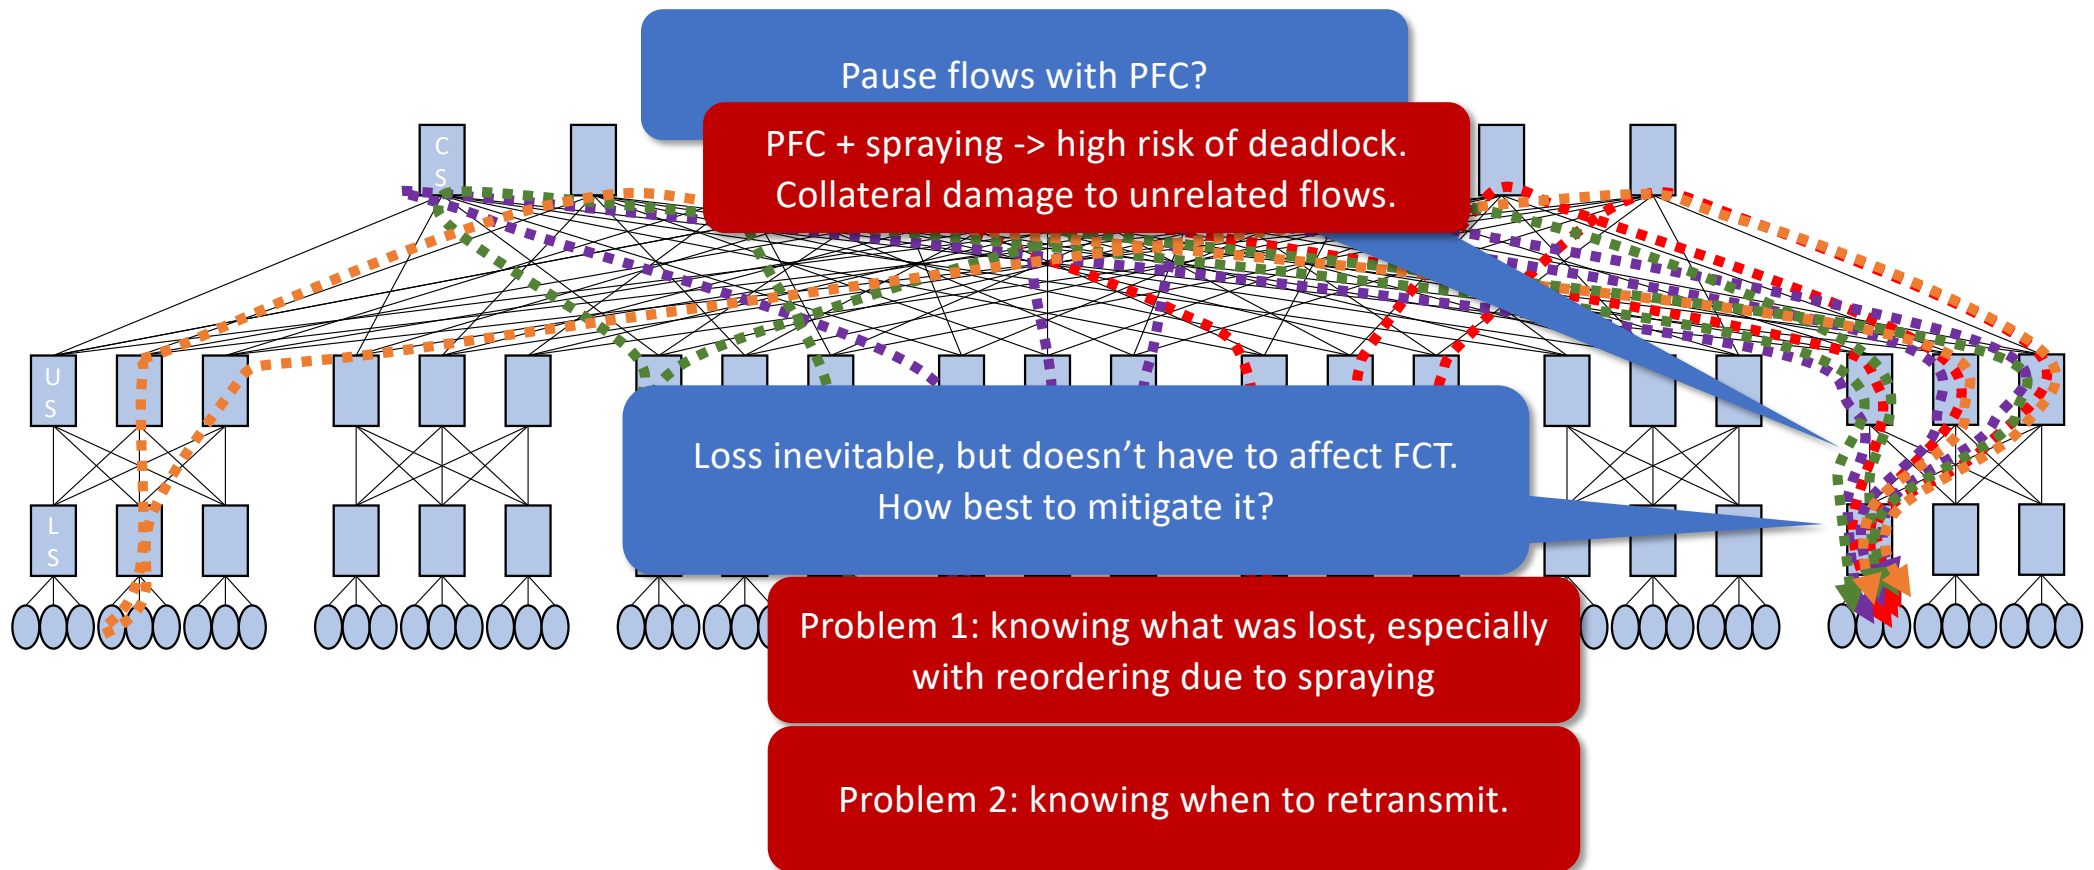 Pause flows with PFC?
PFC + spraying -> high risk of deadlock.
Collateral damage to unrelated flows.
C
S
U
S
Loss inevitable, but doesn’t have to affect FCT.
How best to mitigate it?
L
S
Problem 1: knowing what was lost, especially
with reordering due to spraying
Problem 2: knowing when to retransmit.